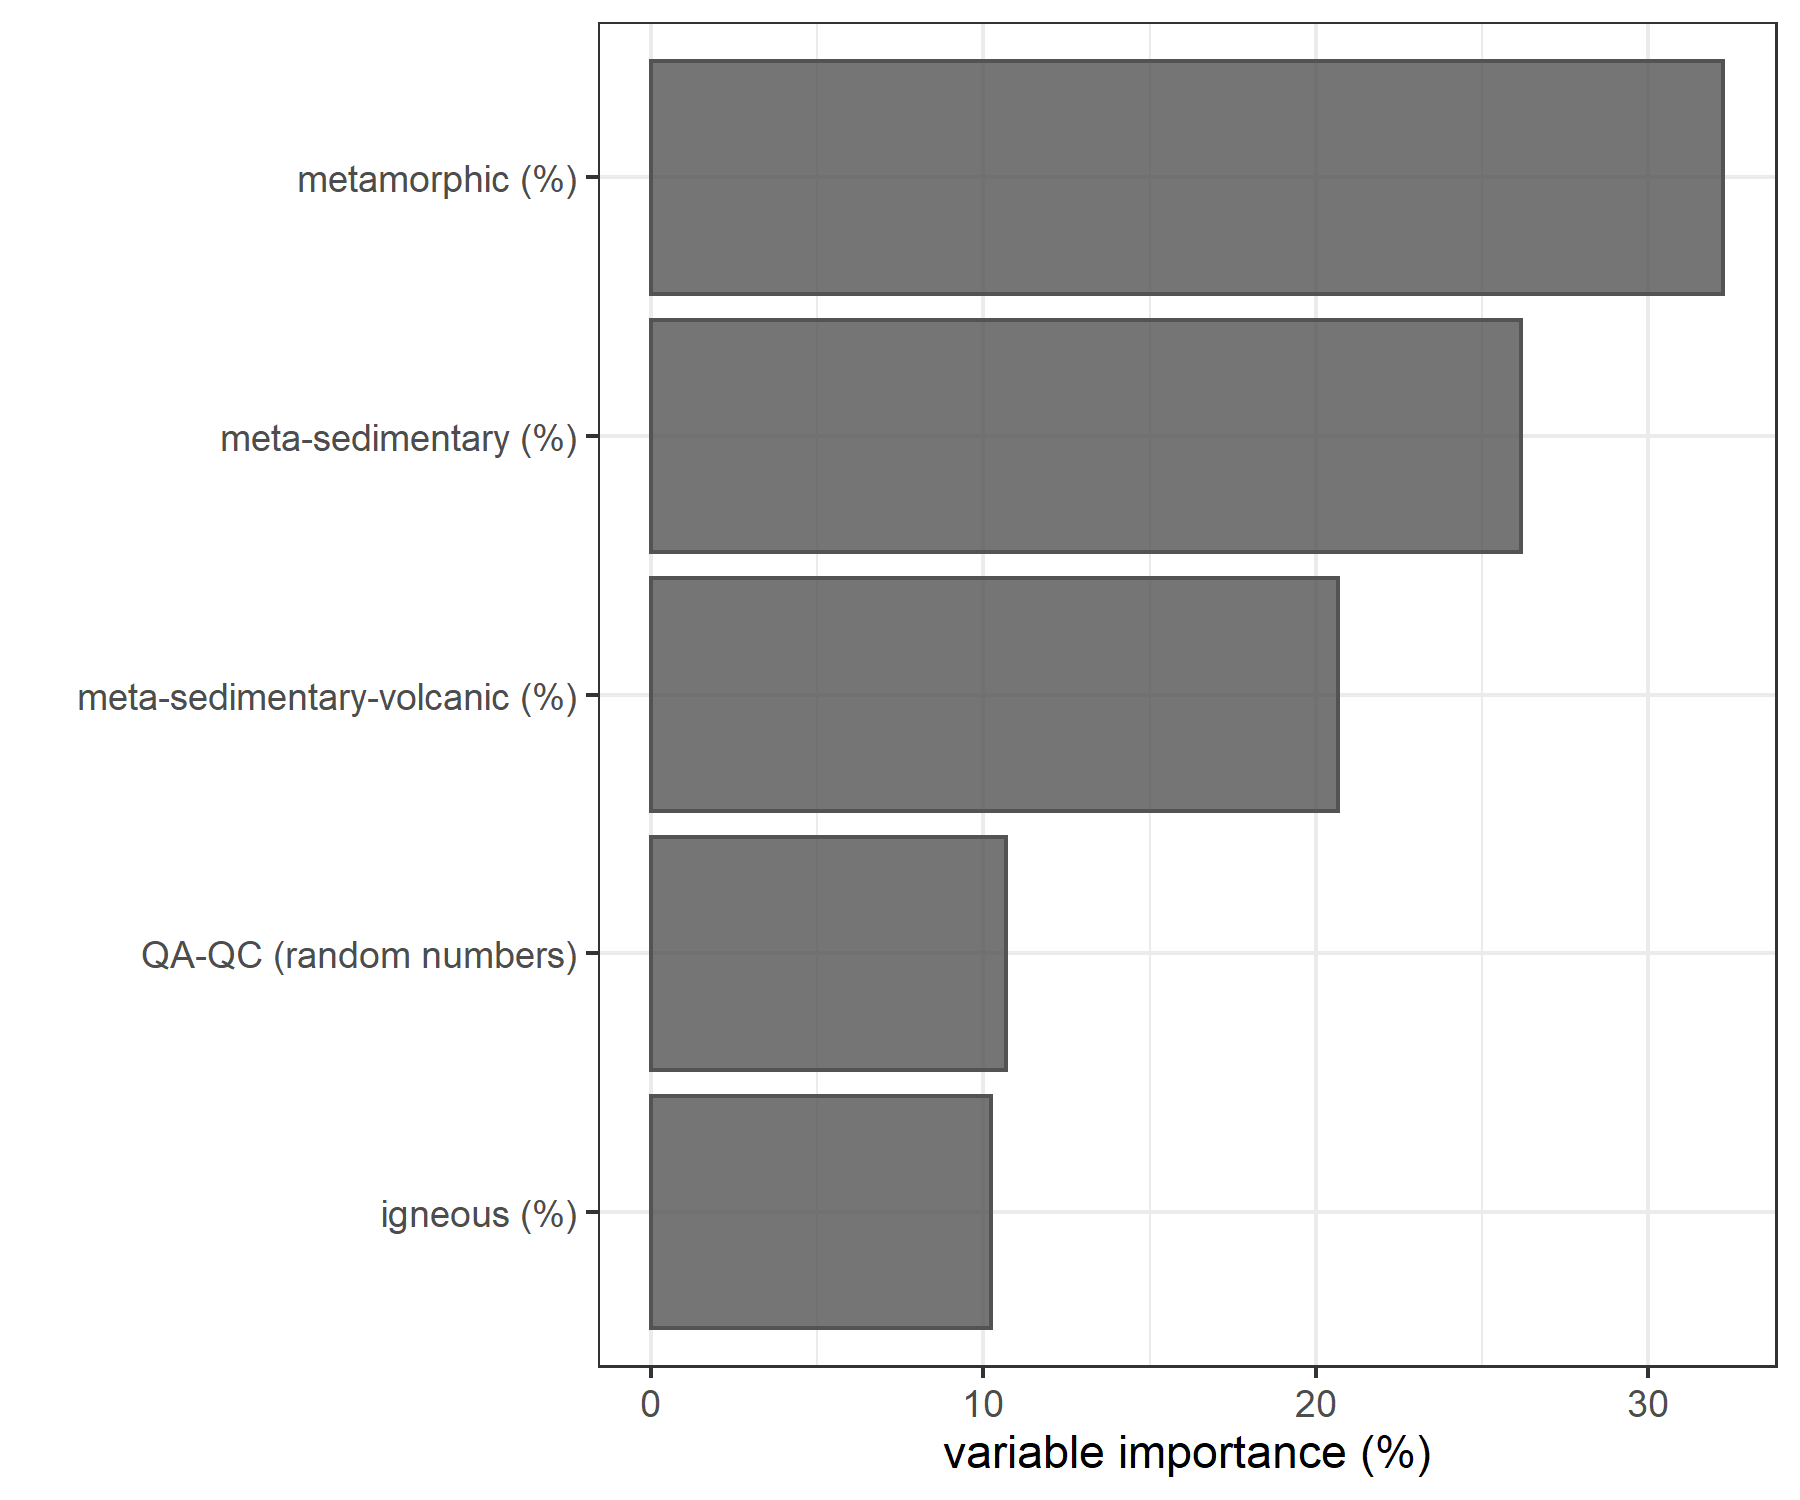 metamorphic (%)
meta-sedimentary (%)
meta-sedimentary-volcanic (%)
QA-QC (random numbers)
igneous (%)
0 10 20 30
variable importance (%)